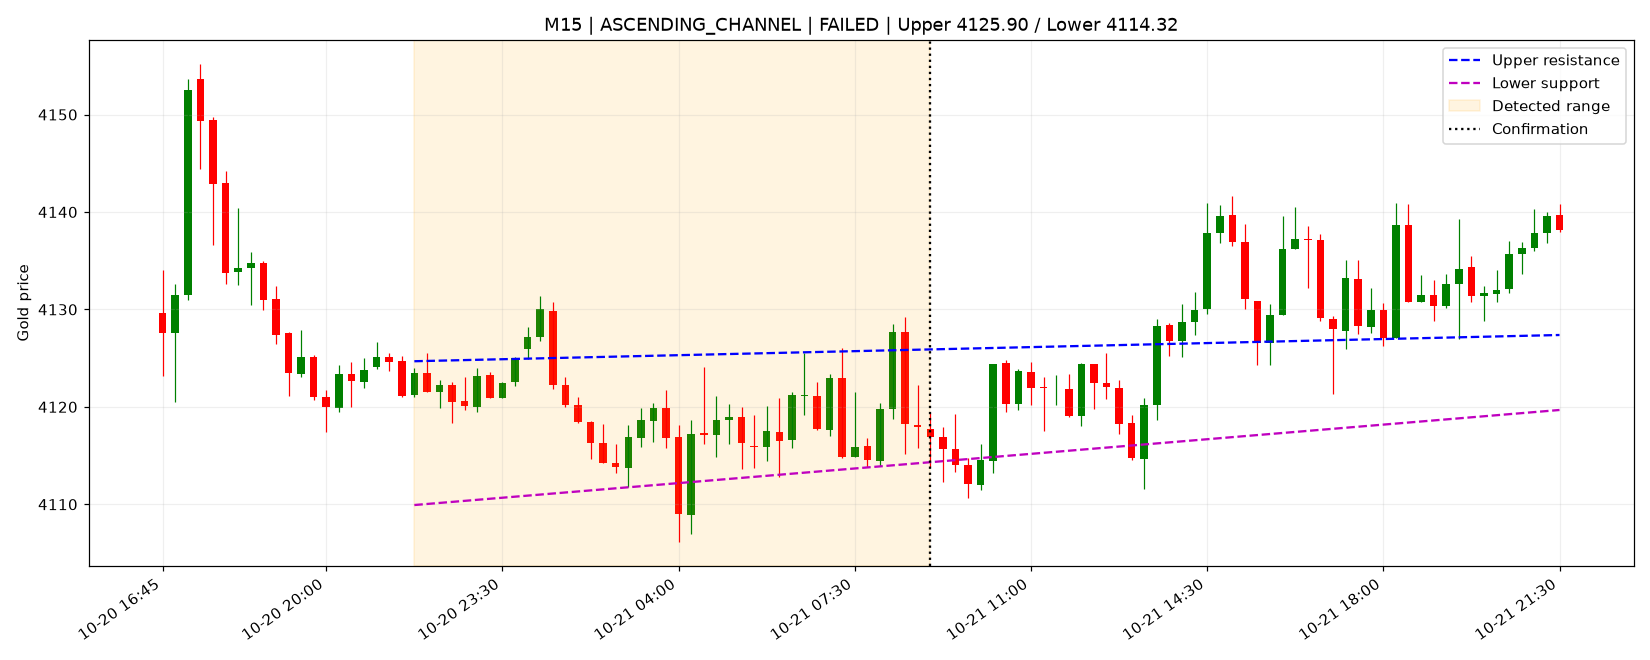 M15 | ASCENDING_CHANNEL | FAILED | Upper 4125.90 / Lower 4114.32
Upper resistance
Lower support
Detected range
Confirmation
Gold price
4150
4140
4130
4120
4110
10-20 16:45
10-20 20:00
10-20 23:30
10-21 04:00
10-21 07:30
10-21 11:00
10-21 14:30
10-21 18:00
10-21 21:30